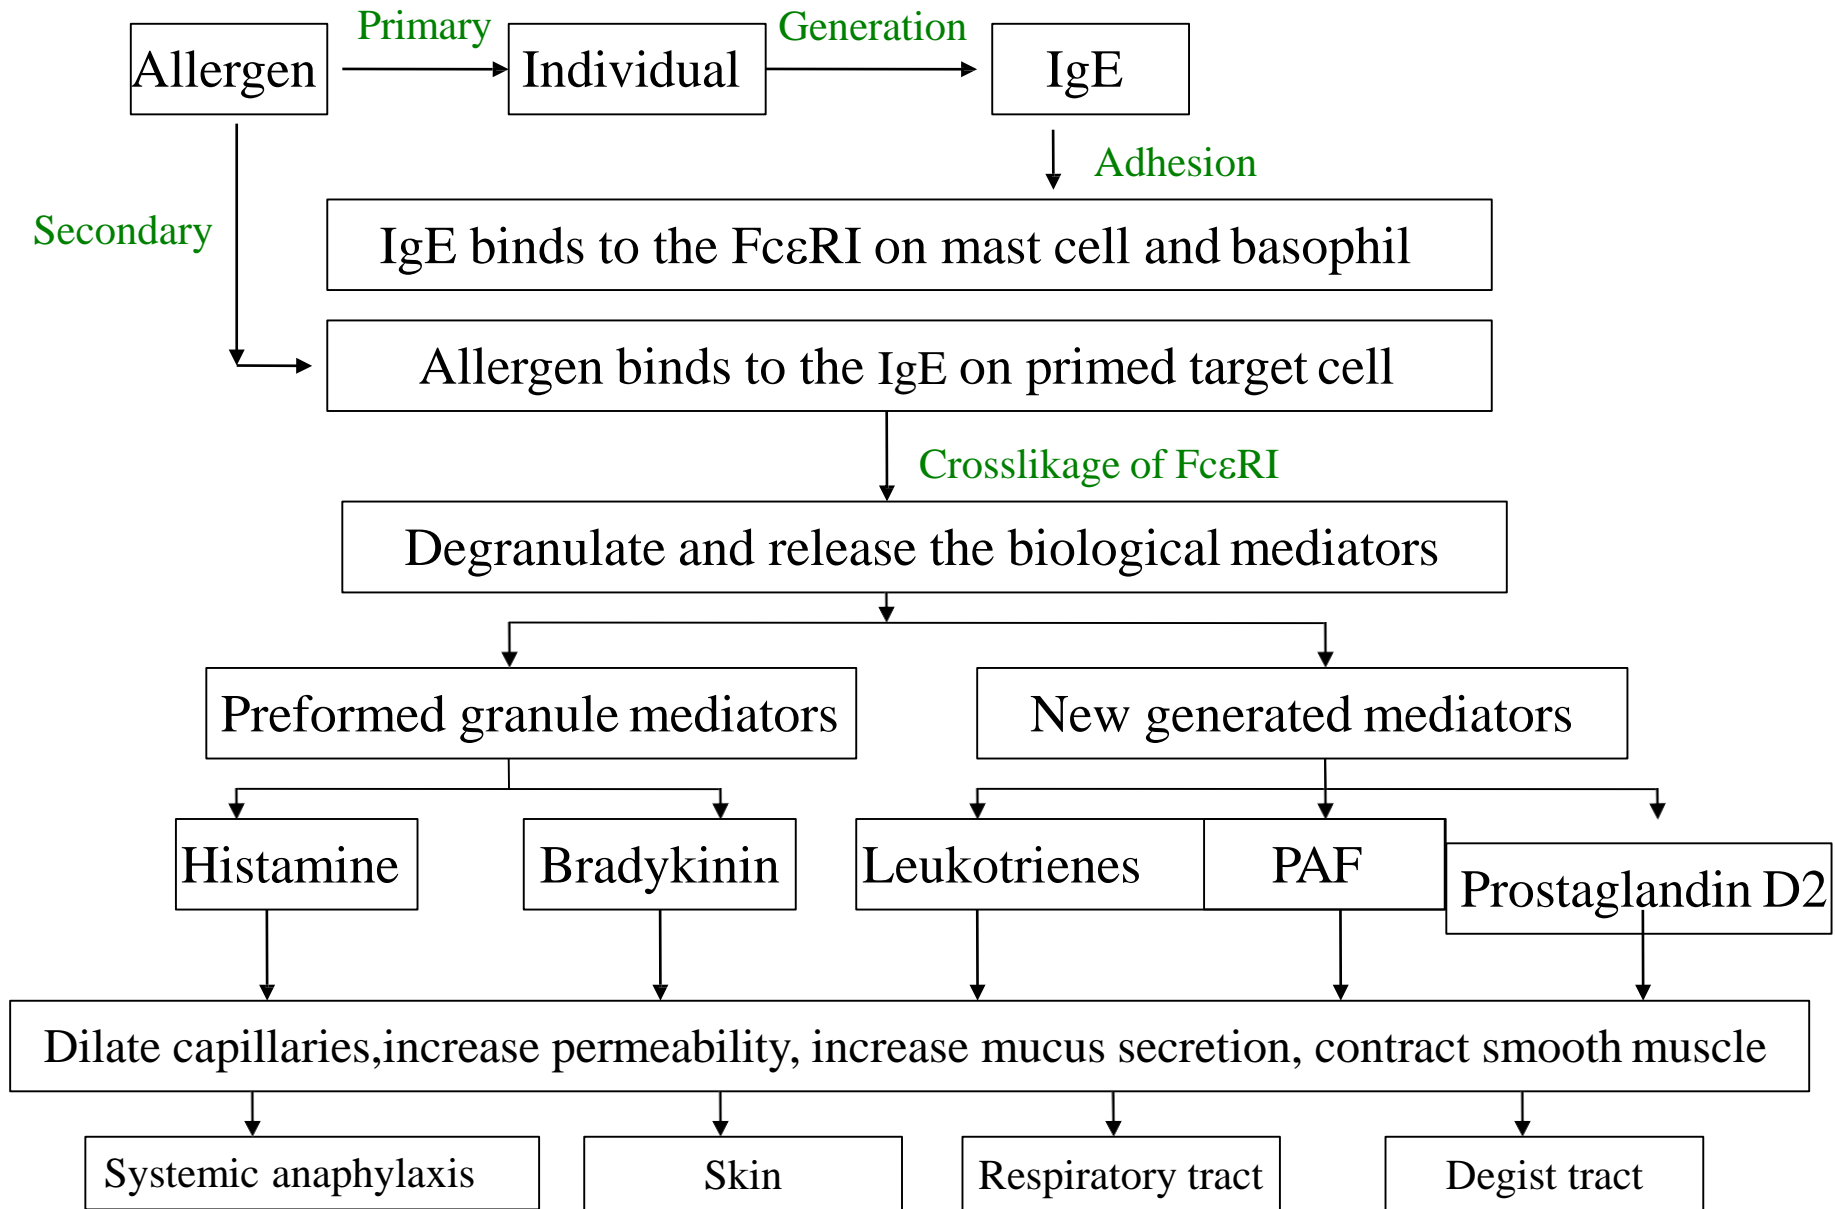 Primary
Generation
Allergen
Individual
IgE
Adhesion
Secondary
IgE binds to the FcεRI on mast cell and basophil
Allergen binds to the IgE on primed target cell
Crosslikage of FcεRI
Degranulate and release the biological mediators
Preformed granule mediators
New generated mediators
Histamine
Bradykinin
Leukotrienes
PAF
Prostaglandin D2
Dilate capillaries,increase permeability, increase mucus secretion, contract smooth muscle
Systemic anaphylaxis
Skin
Respiratory tract
Degist tract